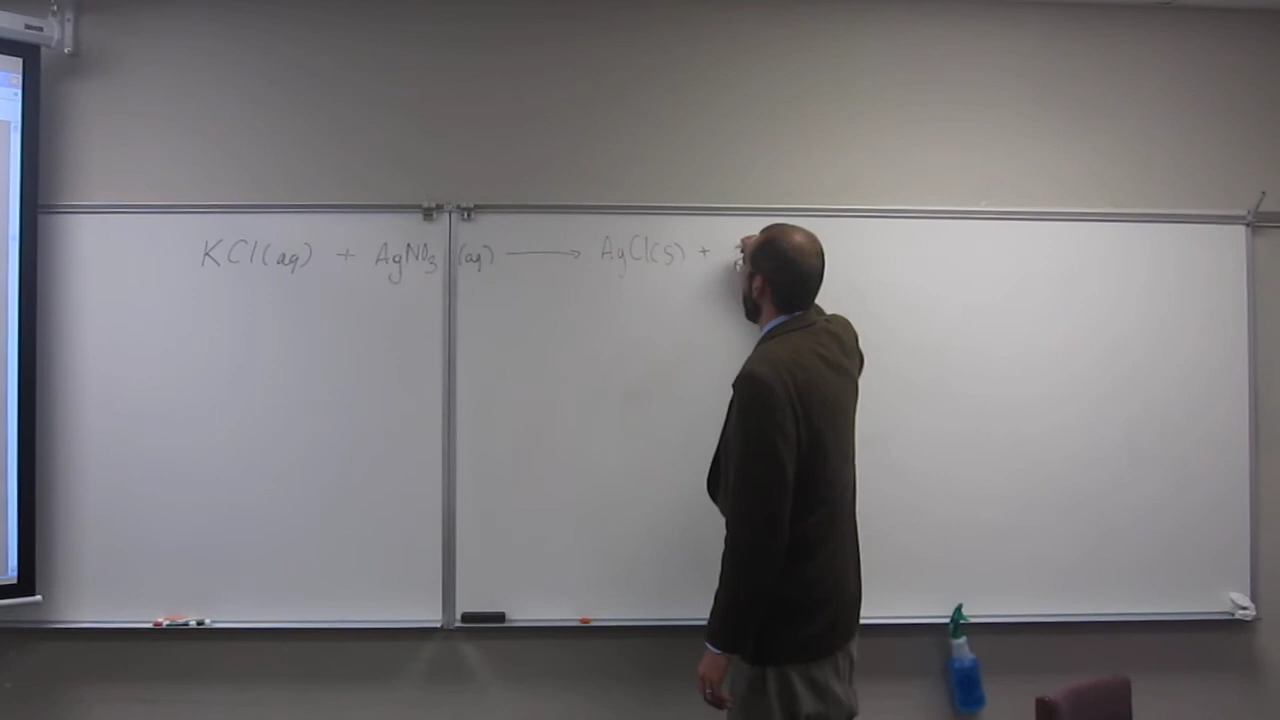 KCl(aq) + AgNO₃ (aq) ⟶ AgCl(s) +